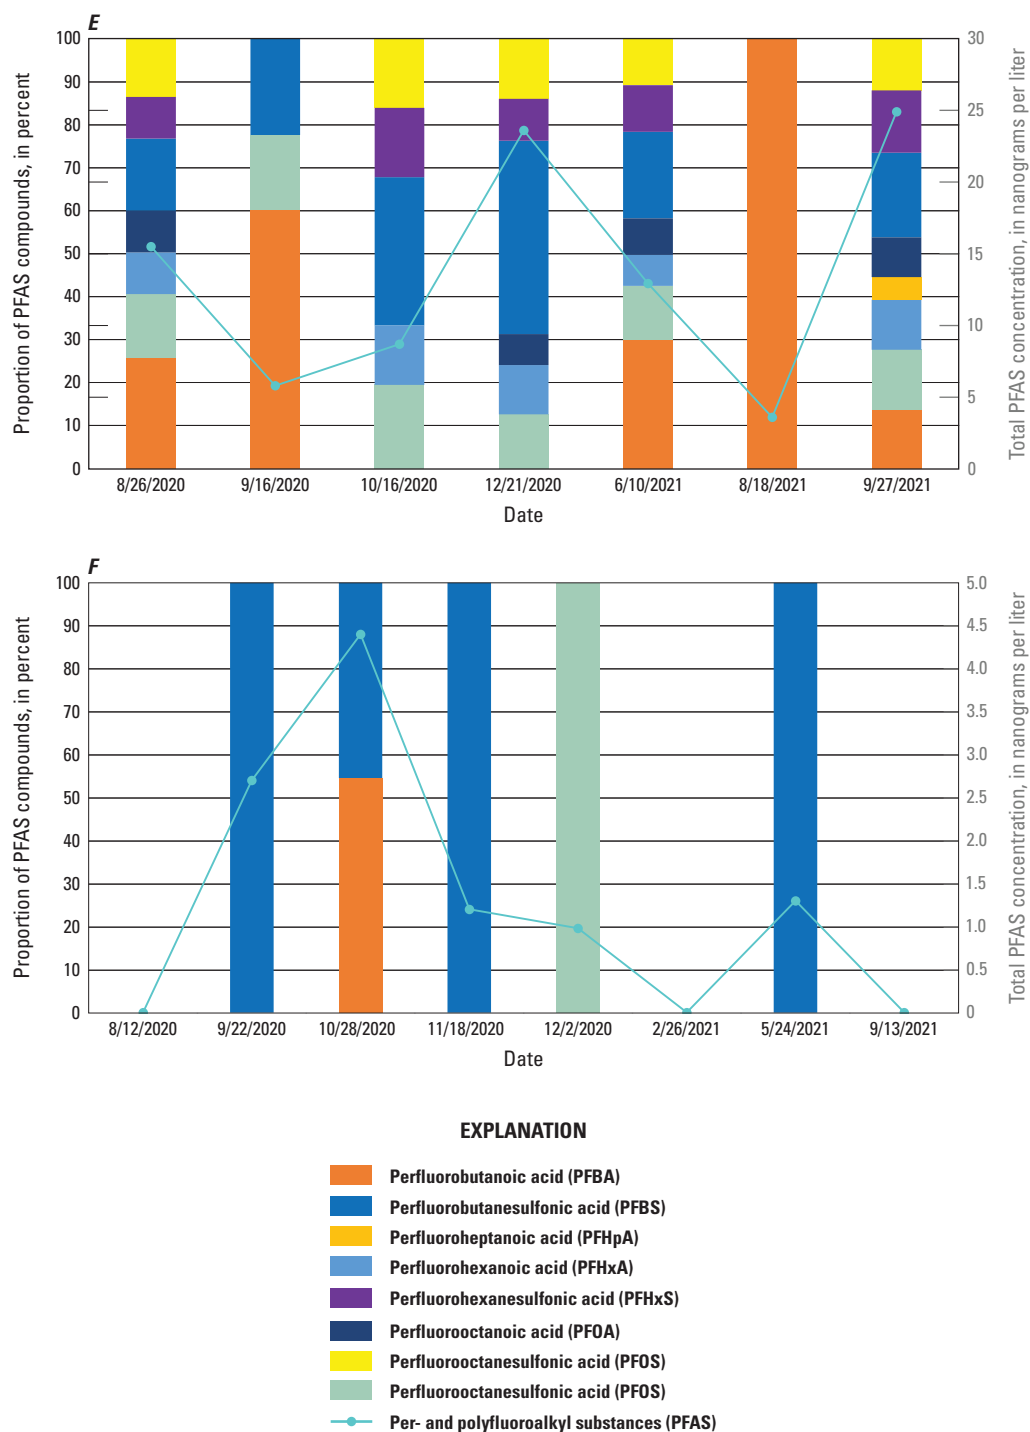 E
100
90
80
70
60
50
40
30
20
10
0
Proportion of PFAS compounds, in percent
30
25
20
15
10
5
0
Total PFAS concentration, in nanograms per liter
8/26/2020 9/16/2020 10/16/2020 12/21/2020 6/10/2021 8/18/2021 9/27/2021
Date
F
100
90
80
70
60
50
40
30
20
10
0
Proportion of PFAS compounds, in percent
5.0
4.5
4.0
3.5
3.0
2.5
2.0
1.5
1.0
0.5
0
Total PFAS concentration, in nanograms per liter
8/12/2020 9/22/2020 10/28/2020 11/18/2020 12/2/2020 2/26/2021 5/24/2021 9/13/2021
Date
EXPLANATION
Perfluorobutanoic acid (PFBA)
Perfluorobutanesulfonic acid (PFBS)
Perfluoroheptanoic acid (PFHpA)
Perfluorohexanoic acid (PFHxA)
Perfluorohexanesulfonic acid (PFHxS)
Perfluorooctanoic acid (PFOA)
Perfluorooctanesulfonic acid (PFOS)
Perfluorooctanesulfonic acid (PFOS)
Per- and polyfluoroalkyl substances (PFAS)